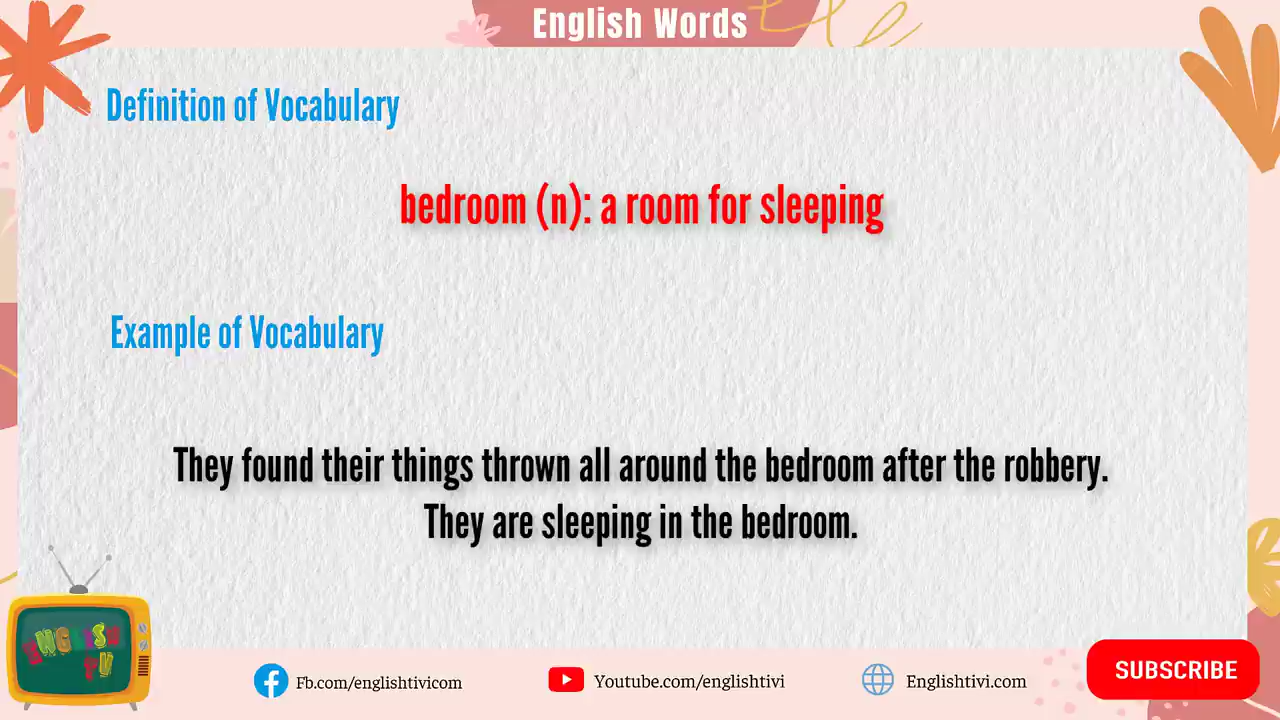 English Words
Definition of Vocabulary
bedroom (n): a room for sleeping
Example of Vocabulary
They found their things thrown all around the bedroom after the robbery.
They are sleeping in the bedroom.
ENGLISH
TV
Fb.com/englishtivicom
Youtube.com/englishtivi
Englishtivi.com
SUBSCRIBE